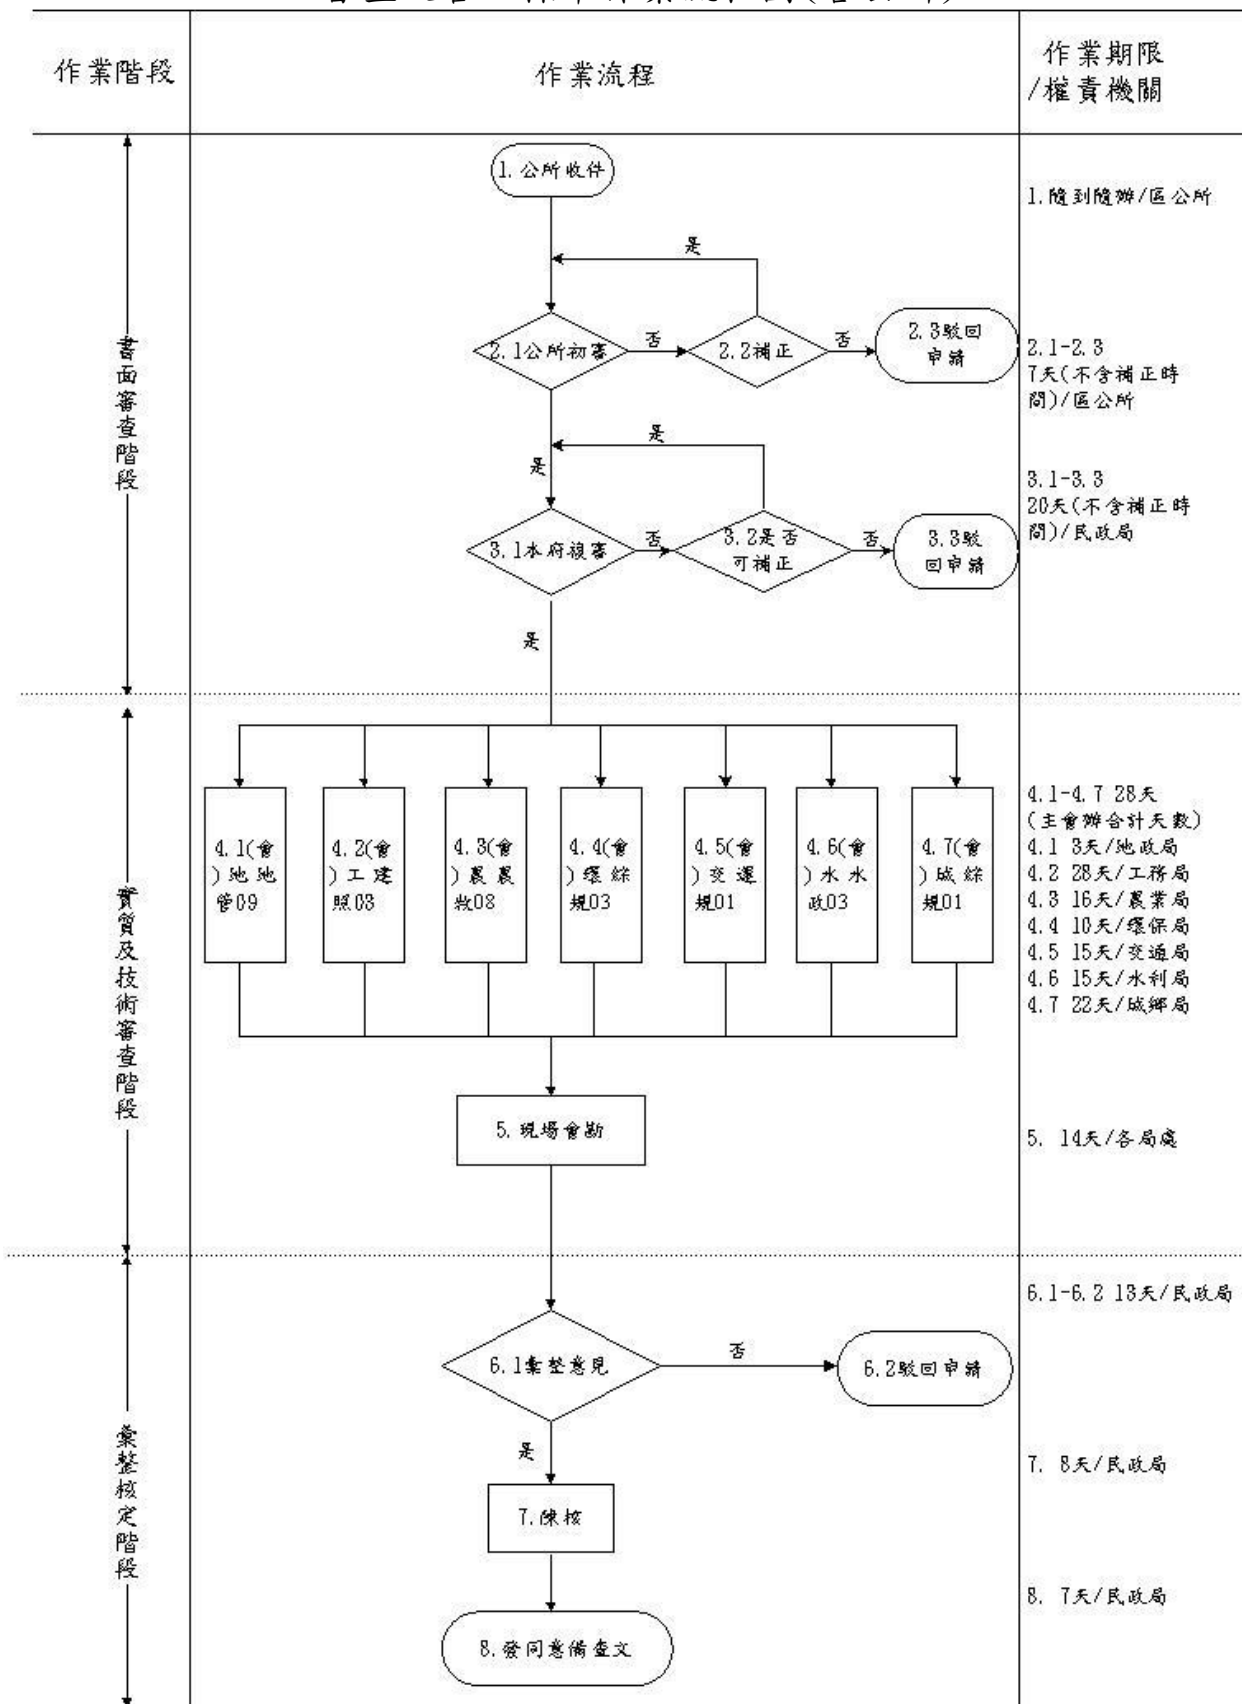 作業階段
作業流程
作業期限
/權責機關
書面審查階段
1.公所收件
1.隨到隨辦/區公所
是
2.1公所初審
否
2.2補正
否
2.3駁回
申請
2.1-2.3
7天(不含補正時
間)/區公所
是
是
3.1本府複審
否
3.2是否
可補正
否
3.3駁
回申請
3.1-3.3
20天(不含補正時
間)/民政局
是
實質及技術審查階段
4.1(會
)地地
管09
4.2(會
)工建
照03
4.3(會
)農農
牧08
4.4(會
)環綜
規03
4.5(會
)交運
規01
4.6(會
)水水
政03
4.7(會
)城綜
規01
4.1-4.7 28天
(主會辦合計天數)
4.1 3天/地政局
4.2 28天/工務局
4.3 16天/農業局
4.4 10天/環保局
4.5 15天/交通局
4.6 15天/水利局
4.7 22天/城鄉局
5.現場會勘
5. 14天/各局處
彙整核定階段
6.1彙整意見
否
6.2駁回申請
6.1-6.2 13天/民政局
是
7.陳核
7. 8天/民政局
8.發同意備查文
8. 7天/民政局